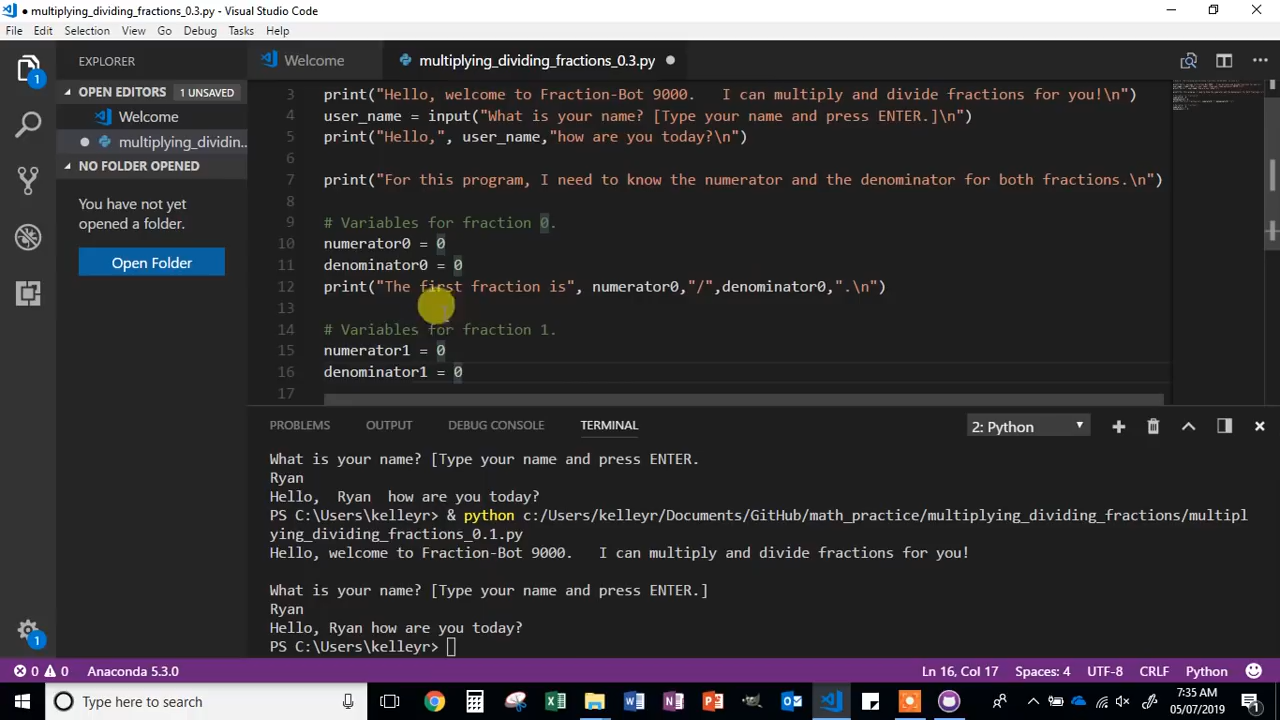 ● multiplying_dividing_fractions_0.3.py - Visual Studio Code
File Edit Selection View Go Debug Tasks Help
EXPLORER
Welcome
multiplying_dividing_fractions_0.3.py ●
1
OPEN EDITORS 1 UNSAVED
Welcome
● multiplying_dividin...
NO FOLDER OPENED
You have not yet
opened a folder.
Open Folder
3 print("Hello, welcome to Fraction-Bot 9000.   I can multiply and divide fractions for you!\n")
4 user_name = input("What is your name? [Type your name and press ENTER.]\n")
5 print("Hello,", user_name,"how are you today?\n")
6
7 print("For this program, I need to know the numerator and the denominator for both fractions.\n")
8
9 # Variables for fraction 0.
10 numerator0 = 0
11 denominator0 = 0
12 print("The first fraction is", numerator0,"/",denominator0,".\n")
13
14 # Variables for fraction 1.
15 numerator1 = 0
16 denominator1 = 0
17
PROBLEMS OUTPUT DEBUG CONSOLE TERMINAL 2: Python
What is your name? [Type your name and press ENTER.
Ryan
Hello,  Ryan  how are you today?
PS C:\Users\kelleyr> & python c:/Users/kelleyr/Documents/GitHub/math_practice/multiplying_dividing_fractions/multipl
ying_dividing_fractions_0.1.py
Hello, welcome to Fraction-Bot 9000.   I can multiply and divide fractions for you!
What is your name? [Type your name and press ENTER.]
Ryan
Hello, Ryan how are you today?
PS C:\Users\kelleyr>
1
0 0 Anaconda 5.3.0 Ln 16, Col 17 Spaces: 4 UTF-8 CRLF Python
Type here to search
7:35 AM
05/07/2019
1